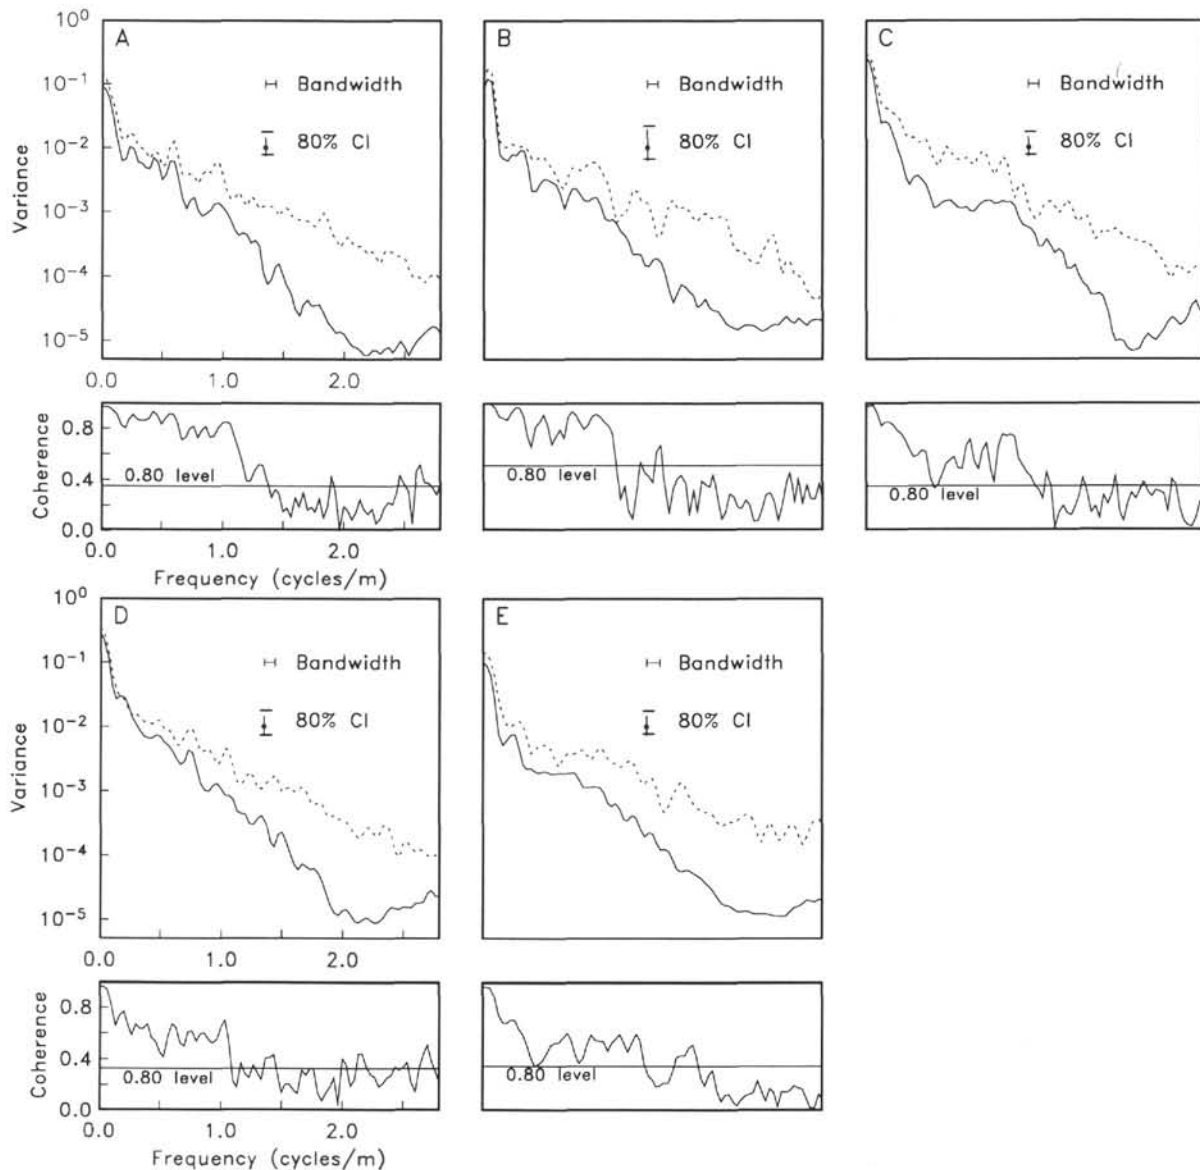 A
B
C
10⁰
10⁻¹
10⁻²
10⁻³
10⁻⁴
10⁻⁵
Variance
Bandwidth
80% CI
Bandwidth
80% CI
Bandwidth
80% CI
0.0 1.0 2.0
0.8
0.4
0.0
Coherence
0.80 level
0.80 level
0.80 level
0.0 1.0 2.0
Frequency (cycles/m)
D
E
10⁰
10⁻¹
10⁻²
10⁻³
10⁻⁴
10⁻⁵
Variance
Bandwidth
80% CI
Bandwidth
80% CI
0.0 1.0 2.0
0.8
0.4
0.0
Coherence
0.80 level
0.80 level
0.0 1.0 2.0
Frequency (cycles/m)